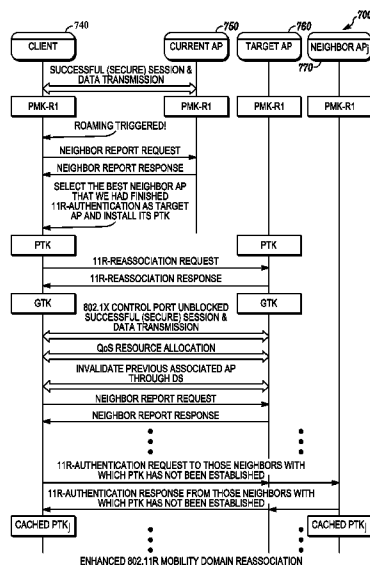 700
740
750
760
CLIENT
CURRENT AP
TARGET AP
NEIGHBOR APj
770
SUCCESSFUL (SECURE) SESSION &
DATA TRANSMISSION
PMK-R1
PMK-R1
PMK-R1
PMK-R1
ROAMING TRIGGERED!
NEIGHBOR REPORT REQUEST
NEIGHBOR REPORT RESPONSE
SELECT THE BEST NEIGHBOR AP
THAT WE HAD FINISHED
11R-AUTHENTICATION AS TARGET
AP AND INSTALL ITS PTK
PTK
PTK
11R-REASSOCIATION REQUEST
11R-REASSOCIATION RESPONSE
GTK
GTK
802.1X CONTROL PORT UNBLOCKED
SUCCESSFUL (SECURE) SESSION &
DATA TRANSMISSION
QoS RESOURCE ALLOCATION
INVALIDATE PREVIOUS ASSOCIATED AP
THROUGH DS
NEIGHBOR REPORT REQUEST
NEIGHBOR REPORT RESPONSE
11R-AUTHENTICATION REQUEST TO THOSE NEIGHBORS WITH
WHICH PTK HAS NOT BEEN ESTABLISHED
11R-AUTHENTICATION RESPONSE FROM THOSE NEIGHBORS WITH
WHICH PTK HAS NOT BEEN ESTABLISHED
CACHED PTKj
CACHED PTKj
ENHANCED 802.11R MOBILITY DOMAIN REASSOCIATION